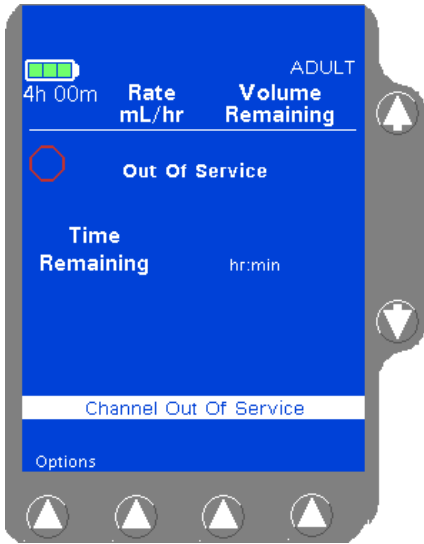 ADULT
4h 00m Rate Volume
mL/hr Remaining
Out Of Service
Time
Remaining hr:min
Channel Out Of Service
Options